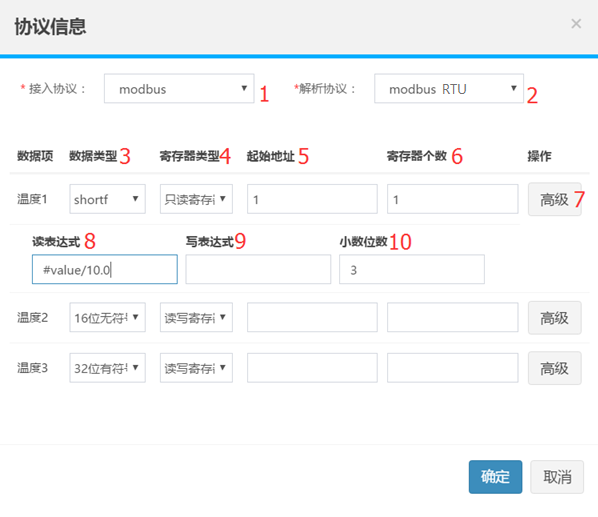 协议信息 ×
* 接入协议： modbus 1 *解析协议： modbus RTU 2
数据项 数据类型 3 寄存器类型 4 起始地址 5 寄存器个数 6 操作
温度1 shortf 只读寄存 1 1 高级 7
读表达式 8 写表达式 9 小数位数 10
#value/10.0 3
温度2 16位无符 读写寄存 高级
温度3 32位有符 读写寄存 高级
确定 取消